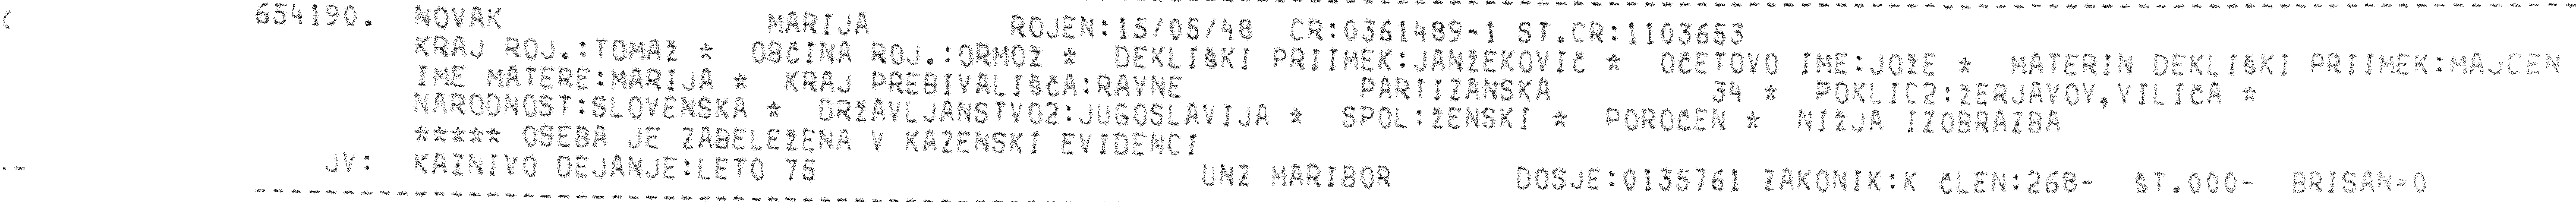 654190. NOVAK MARIJA ROJEN:15/05/48 CR:0361489-1 ST.CR:1103653
KRAJ ROJ.:TOMAŽ * OBČINA ROJ.:ORMOŽ * DEKLIŠKI PRIIMEK:JANŽEKOVIČ * OČETOVO IME:JOŽE * MATERIN DEKLIŠKI PRIIMEK:MAJCEN
IME MATERE:MARIJA * KRAJ PREBIVALIŠČA:RAVNE PARTIZANSKA 34 * POKLIC2:ŽERJAVOV,VILIČA *
NARODNOST:SLOVENSKA * DRŽAVLJANSTVO2:JUGOSLAVIJA * SPOL:ŽENSKI * POROČEN * NIŽJA IZOBRAZBA
***** OSEBA JE ZABELEŽENA V KAZENSKI EVIDENCI
JV: KAZNIVO DEJANJE:LETO 75 UNZ MARIBOR DOSJE:0135761 ZAKONIK:K ČLEN:268- ŠT.000- BRISAN=0